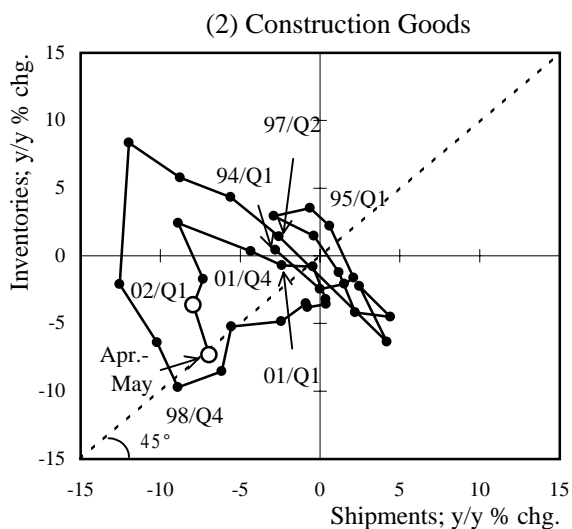 (2) Construction Goods
Inventories; y/y % chg.
15
10
5
0
-5
-10
-15
97/Q2
94/Q1
95/Q1
01/Q4
02/Q1
Apr.-
May
01/Q1
98/Q4
45°
-15 -10 -5 0 5 10 15
Shipments; y/y % chg.